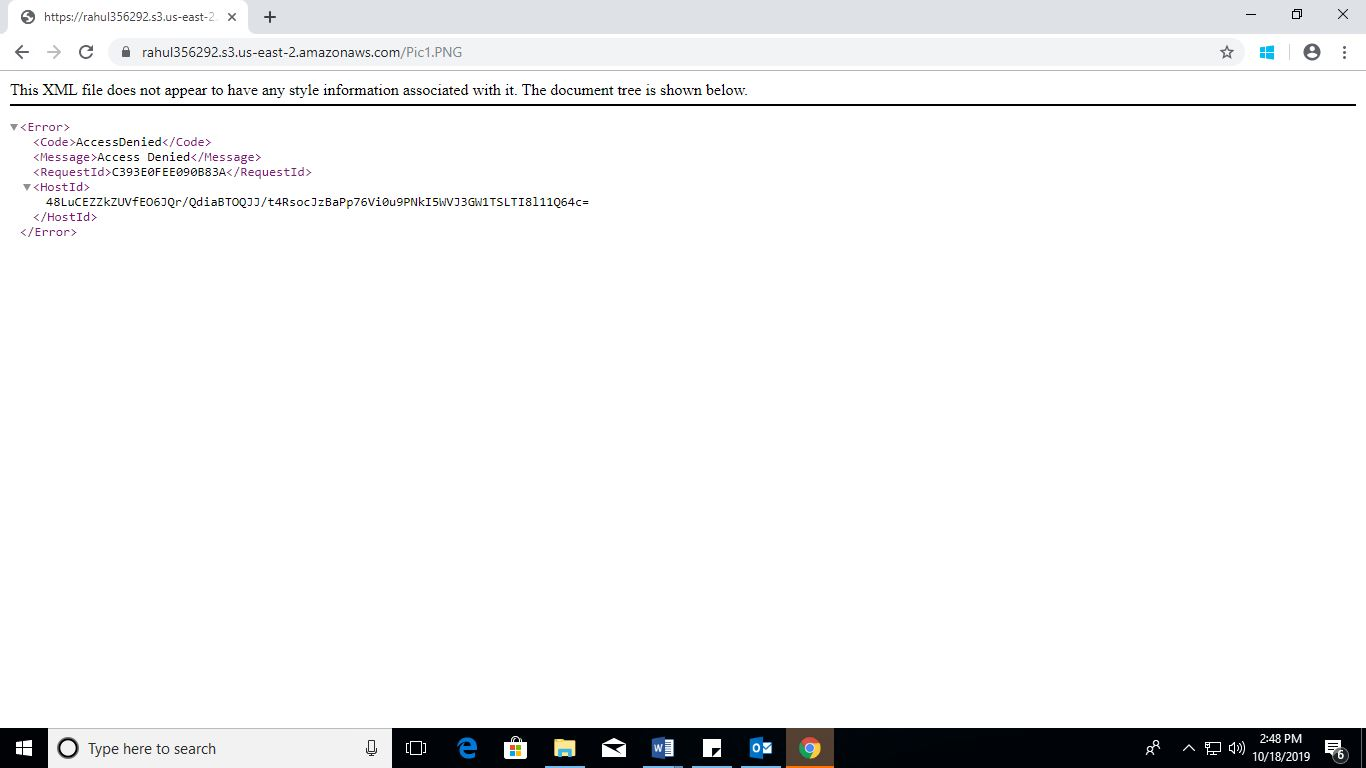 https://rahul356292.s3.us-east-2.
rahul356292.s3.us-east-2.amazonaws.com/Pic1.PNG
This XML file does not appear to have any style information associated with it. The document tree is shown below.
<Error>
<Code>AccessDenied</Code>
<Message>Access Denied</Message>
<RequestId>C393E0FEE090B83A</RequestId>
<HostId>
48LuCEZZkZUVfEO6JQr/QdiaBTOQJJ/t4RsocJzBaPp76Vi0u9PNkI5WVJ3GW1TSLTI8l11Q64c=
</HostId>
</Error>
Type here to search
2:48 PM
10/18/2019
6